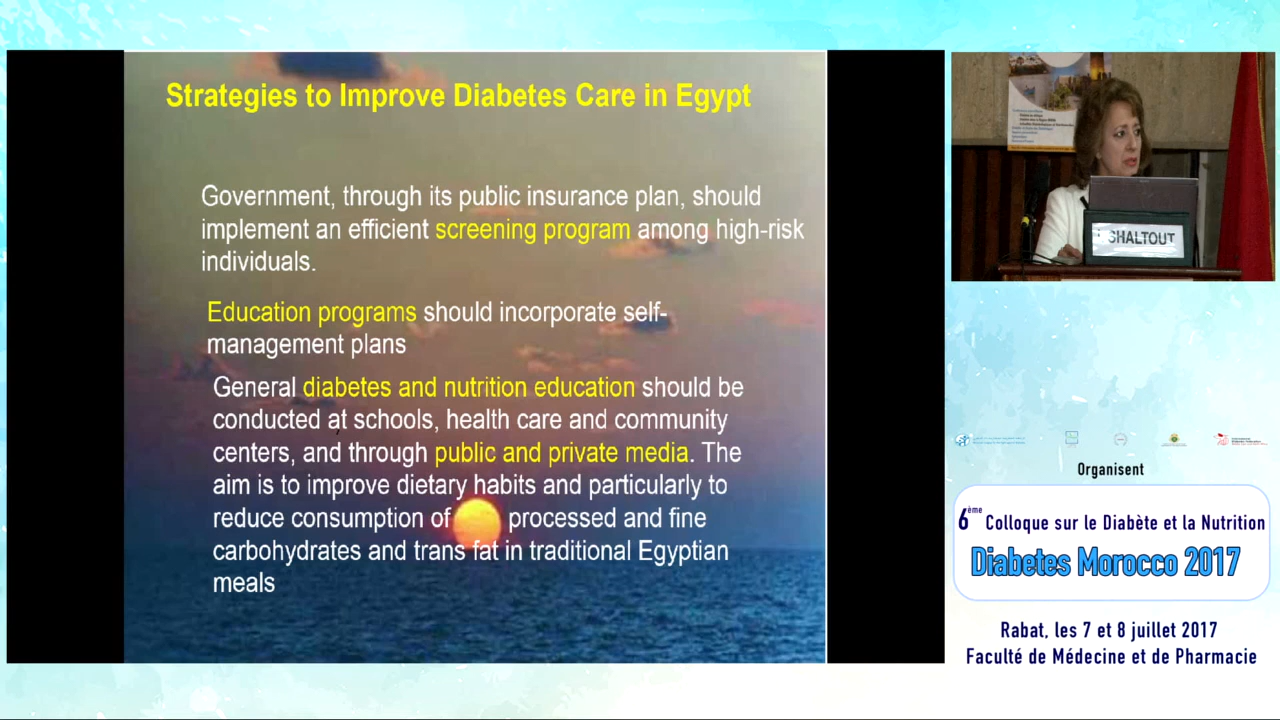 Strategies to Improve Diabetes Care in Egypt
Government, through its public insurance plan, should
implement an efficient screening program among high-risk
individuals.
Education programs should incorporate self-
management plans
General diabetes and nutrition education should be
conducted at schools, health care and community
centers, and through public and private media. The
aim is to improve dietary habits and particularly to
reduce consumption of processed and fine
carbohydrates and trans fat in traditional Egyptian
meals
SHALTOUT
Organisent
6ème Colloque sur le Diabète et la Nutrition
Diabetes Morocco 2017
Rabat, les 7 et 8 juillet 2017
Faculté de Médecine et de Pharmacie